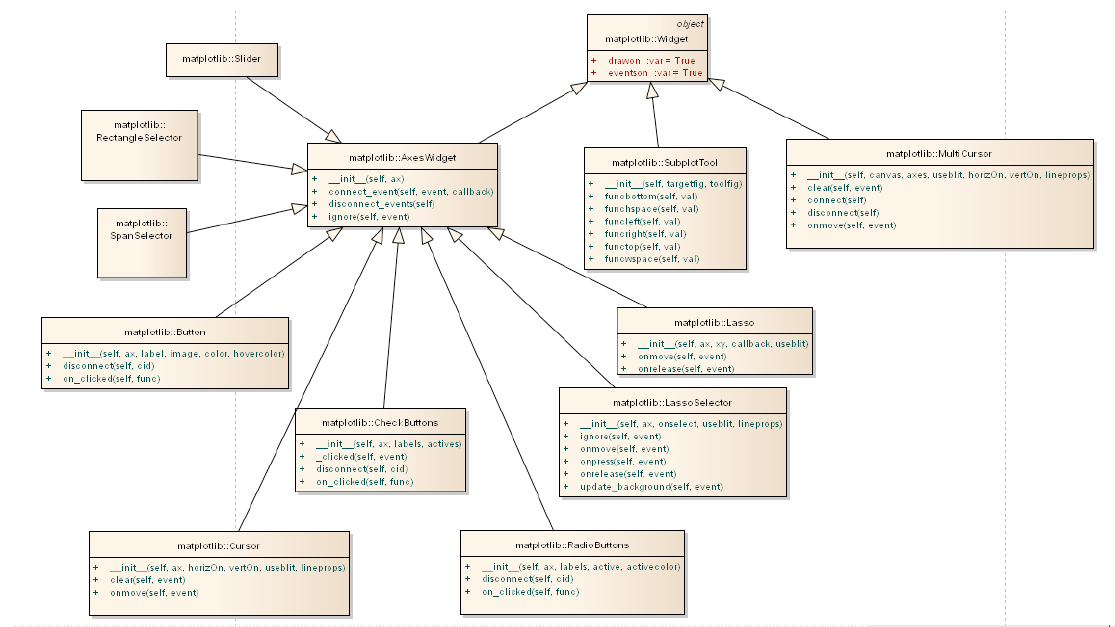 object
matplotlib::Widget
+ drawon :var = True
+ eventson :var = True
matplotlib::Slider
matplotlib::
RectangleSelector
matplotlib::
SpanSelector
matplotlib::AxesWidget
+ __init__(self, ax)
+ connect_event(self, event, callback)
+ disconnect_events(self)
+ ignore(self, event)
matplotlib::SubplotTool
+ __init__(self, targetfig, toolfig)
+ funcbottom(self, val)
+ funchspace(self, val)
+ funcleft(self, val)
+ funcright(self, val)
+ functop(self, val)
+ funcwspace(self, val)
matplotlib::MultiCursor
+ __init__(self, canvas, axes, useblit, horizOn, vertOn, lineprops)
+ clear(self, event)
+ connect(self)
+ disconnect(self)
+ onmove(self, event)
matplotlib::Button
+ __init__(self, ax, label, image, color, hovercolor)
+ disconnect(self, cid)
+ on_clicked(self, func)
matplotlib::Lasso
+ __init__(self, ax, xy, callback, useblit)
+ onmove(self, event)
+ onrelease(self, event)
matplotlib::CheckButtons
+ __init__(self, ax, labels, actives)
+ _clicked(self, event)
+ disconnect(self, cid)
+ on_clicked(self, func)
matplotlib::LassoSelector
+ __init__(self, ax, onselect, useblit, lineprops)
+ ignore(self, event)
+ onmove(self, event)
+ onpress(self, event)
+ onrelease(self, event)
+ update_background(self, event)
matplotlib::Cursor
+ __init__(self, ax, horizOn, vertOn, useblit, lineprops)
+ clear(self, event)
+ onmove(self, event)
matplotlib::RadioButtons
+ __init__(self, ax, labels, active, activecolor)
+ disconnect(self, cid)
+ on_clicked(self, func)